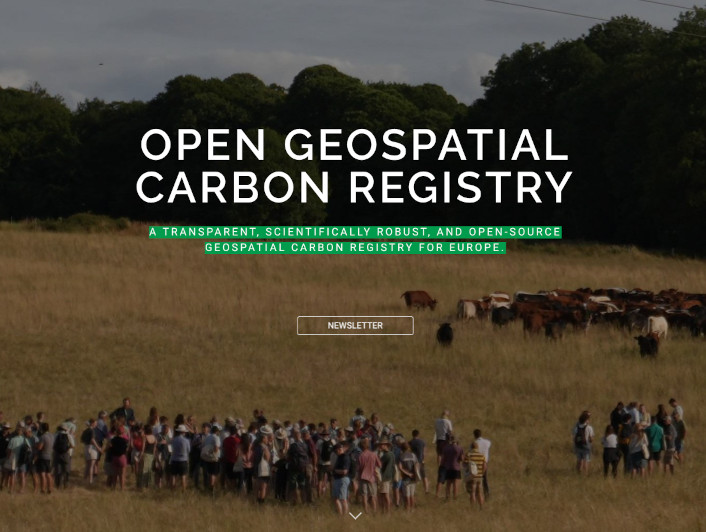 OPEN GEOSPATIAL
CARBON REGISTRY
A TRANSPARENT, SCIENTIFICALLY ROBUST, AND OPEN-SOURCE
GEOSPATIAL CARBON REGISTRY FOR EUROPE.
NEWSLETTER